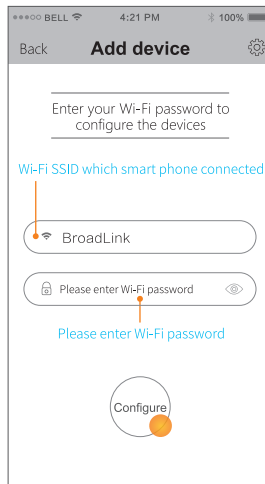 BELL 4:21 PM 100%
Back Add device
Enter your Wi-Fi password to
configure the devices
Wi-Fi SSID which smart phone connected
BroadLink
Please enter Wi-Fi password
Please enter Wi-Fi password
Configure